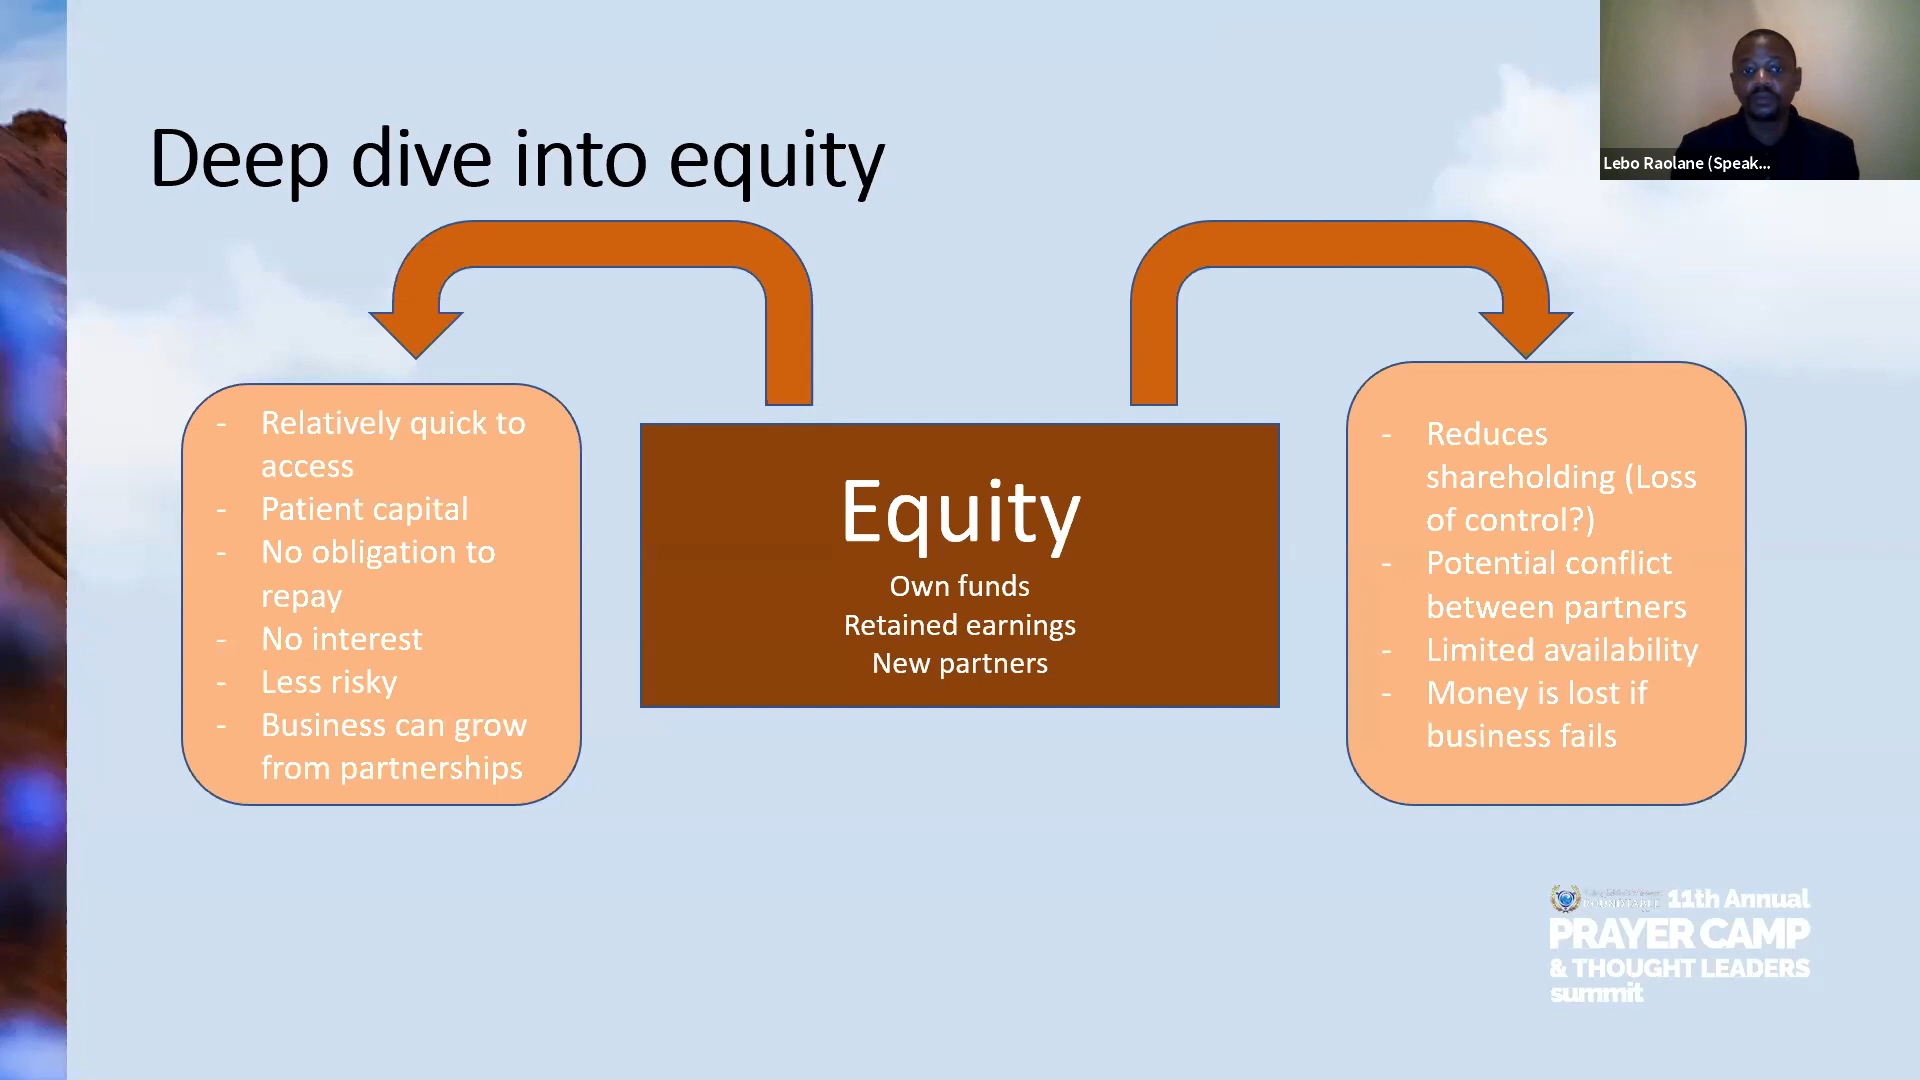 Lebo Raolane (Speak...
Deep dive into equity
- Relatively quick to
access
- Patient capital
- No obligation to
repay
- No interest
- Less risky
- Business can grow
from partnerships
Equity
Own funds
Retained earnings
New partners
- Reduces
shareholding (Loss
of control?)
- Potential conflict
between partners
- Limited availability
- Money is lost if
business fails
ROUNDTABLE 11th Annual
PRAYER CAMP
& THOUGHT LEADERS
summit